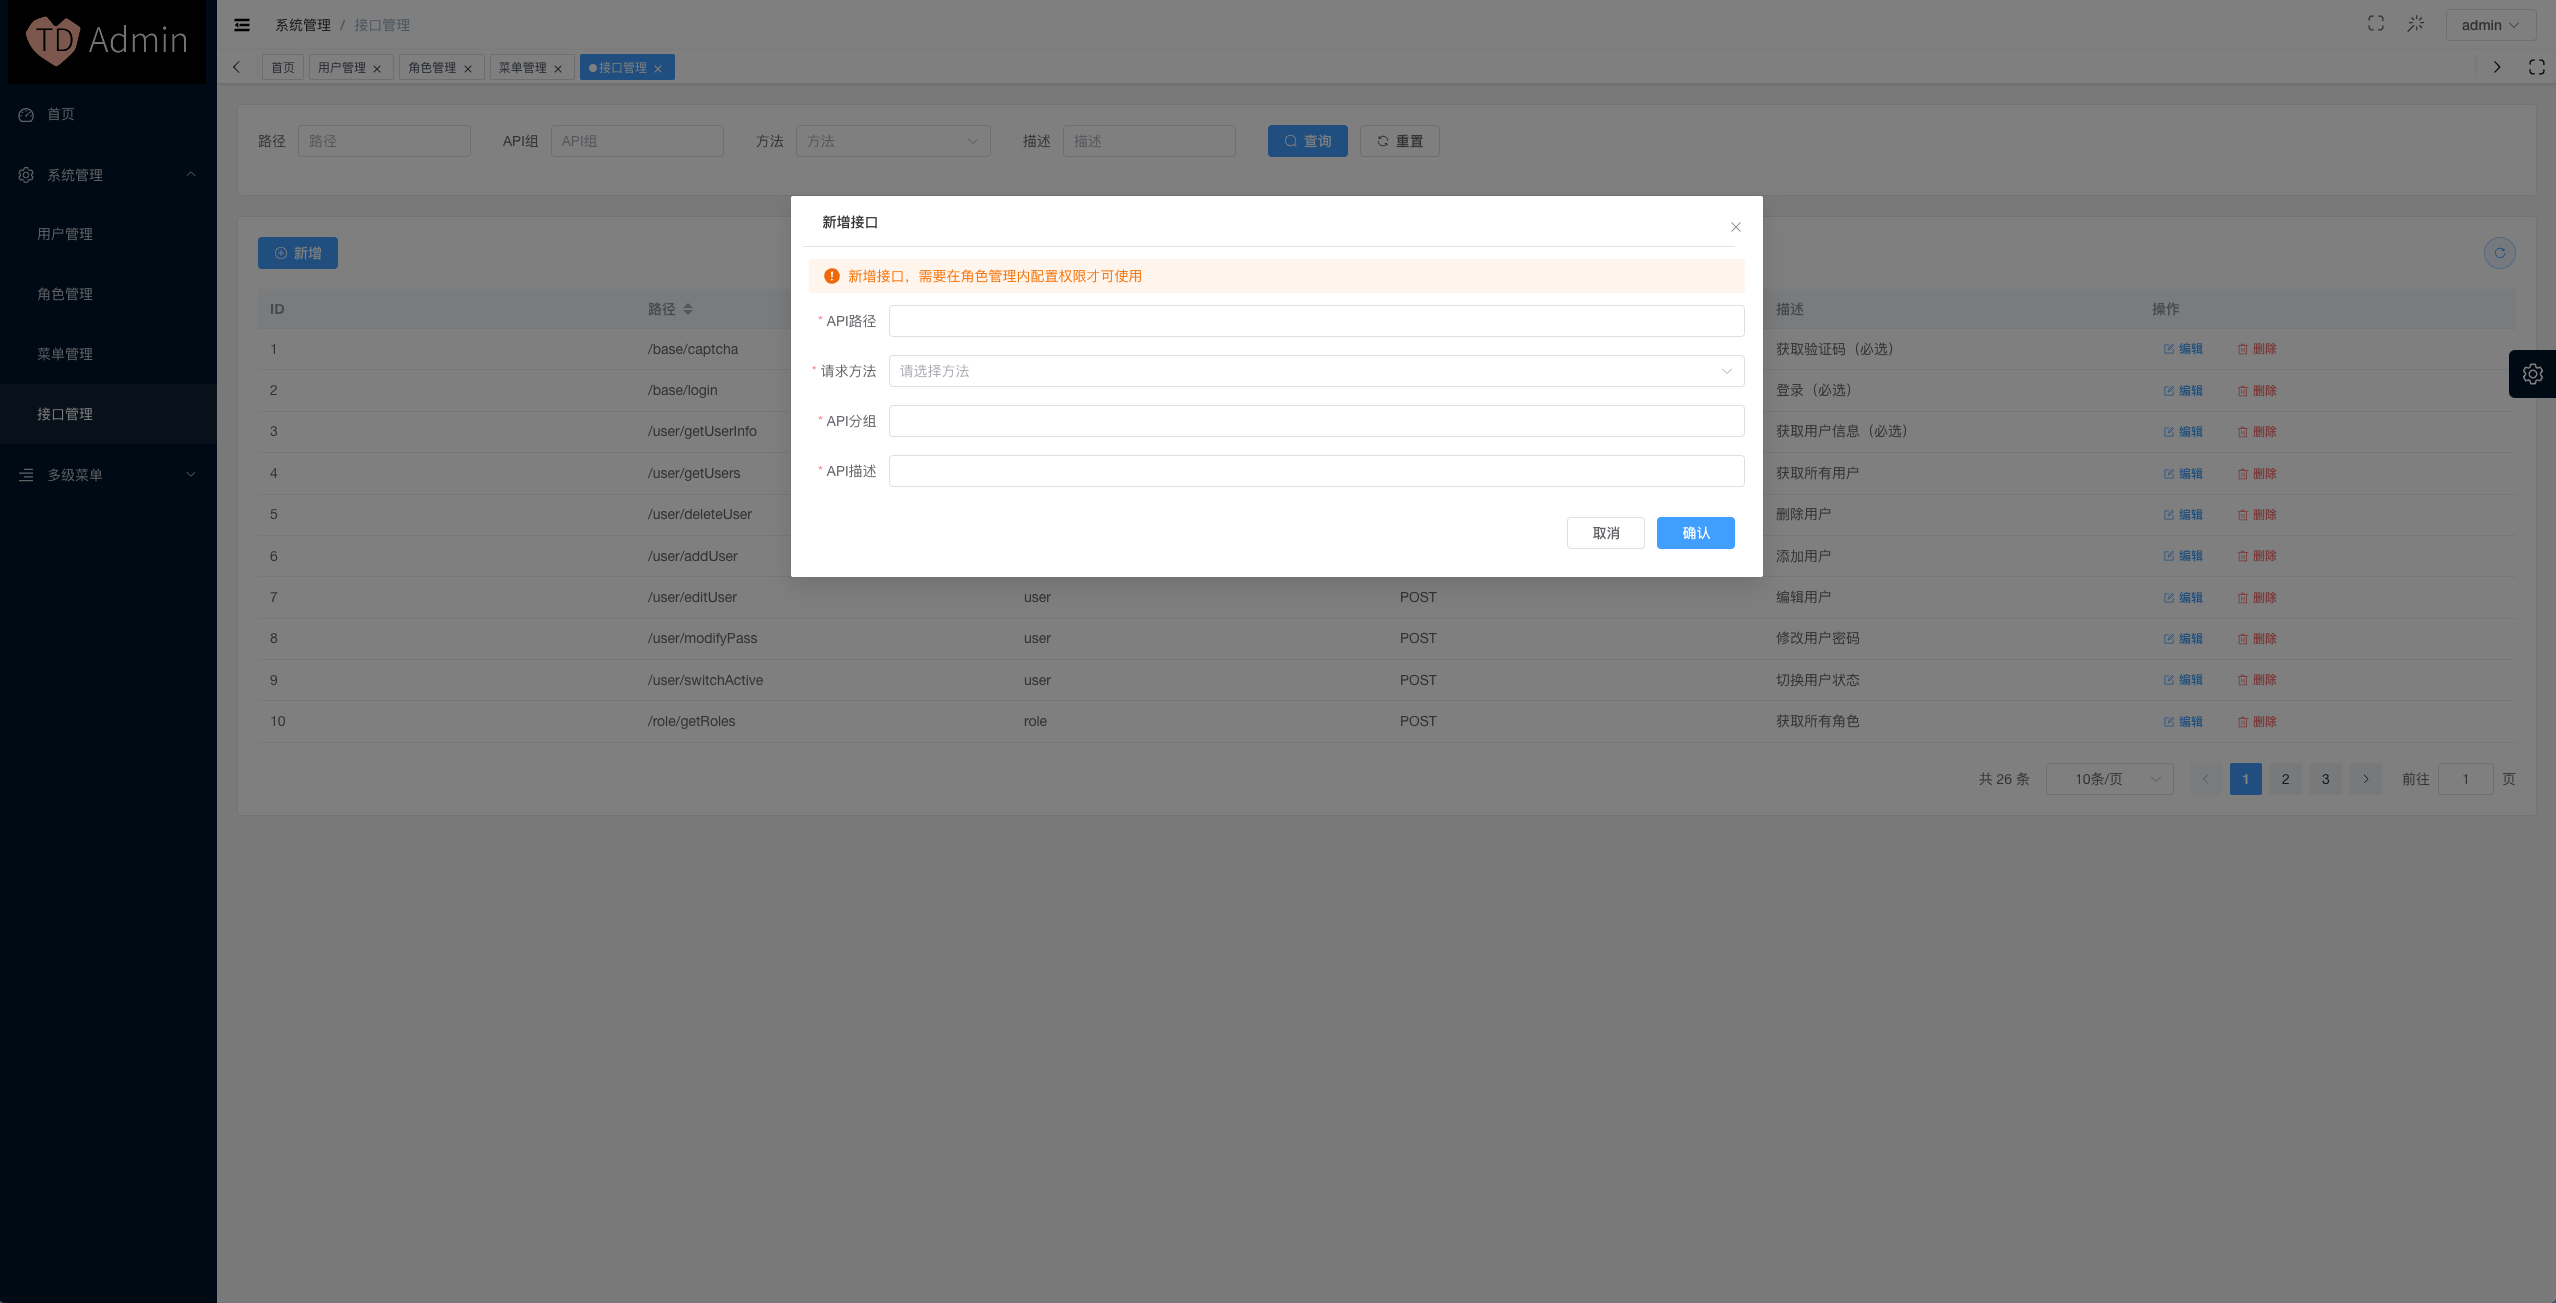 TD Admin
系统管理 / 接口管理
admin
首页 用户管理 角色管理 菜单管理 接口管理
首页
系统管理
用户管理
角色管理
菜单管理
接口管理
多级菜单
路径 路径 API组 API组 方法 方法 描述 描述 查询 重置
新增
新增接口
新增接口，需要在角色管理内配置权限才可使用
* API路径
* 请求方法 请选择方法
* API分组
* API描述
取消 确认
ID 路径 描述 操作
1 /base/captcha 获取验证码（必选） 编辑 删除
2 /base/login 登录（必选） 编辑 删除
3 /user/getUserInfo 获取用户信息（必选） 编辑 删除
4 /user/getUsers 获取所有用户 编辑 删除
5 /user/deleteUser 删除用户 编辑 删除
6 /user/addUser 添加用户 编辑 删除
7 /user/editUser user POST 编辑用户 编辑 删除
8 /user/modifyPass user POST 修改用户密码 编辑 删除
9 /user/switchActive user POST 切换用户状态 编辑 删除
10 /role/getRoles role POST 获取所有角色 编辑 删除
共 26 条 10条/页 1 2 3 前往 1 页